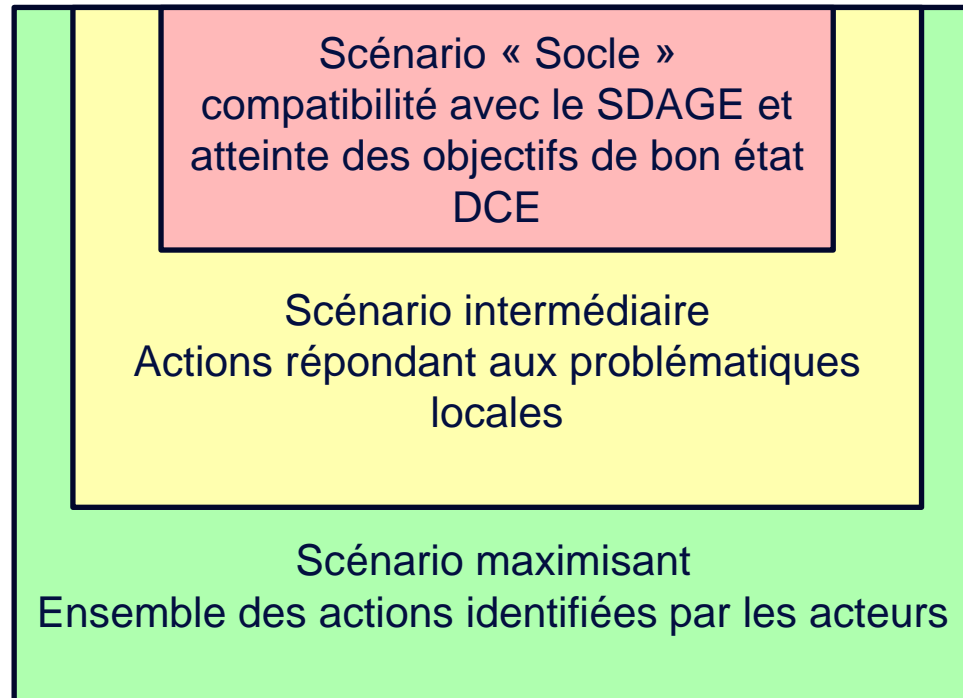 Scénario « Socle »
compatibilité avec le SDAGE et
atteinte des objectifs de bon état
DCE
Scénario intermédiaire
Actions répondant aux problématiques
locales
Scénario maximisant
Ensemble des actions identifiées par les acteurs